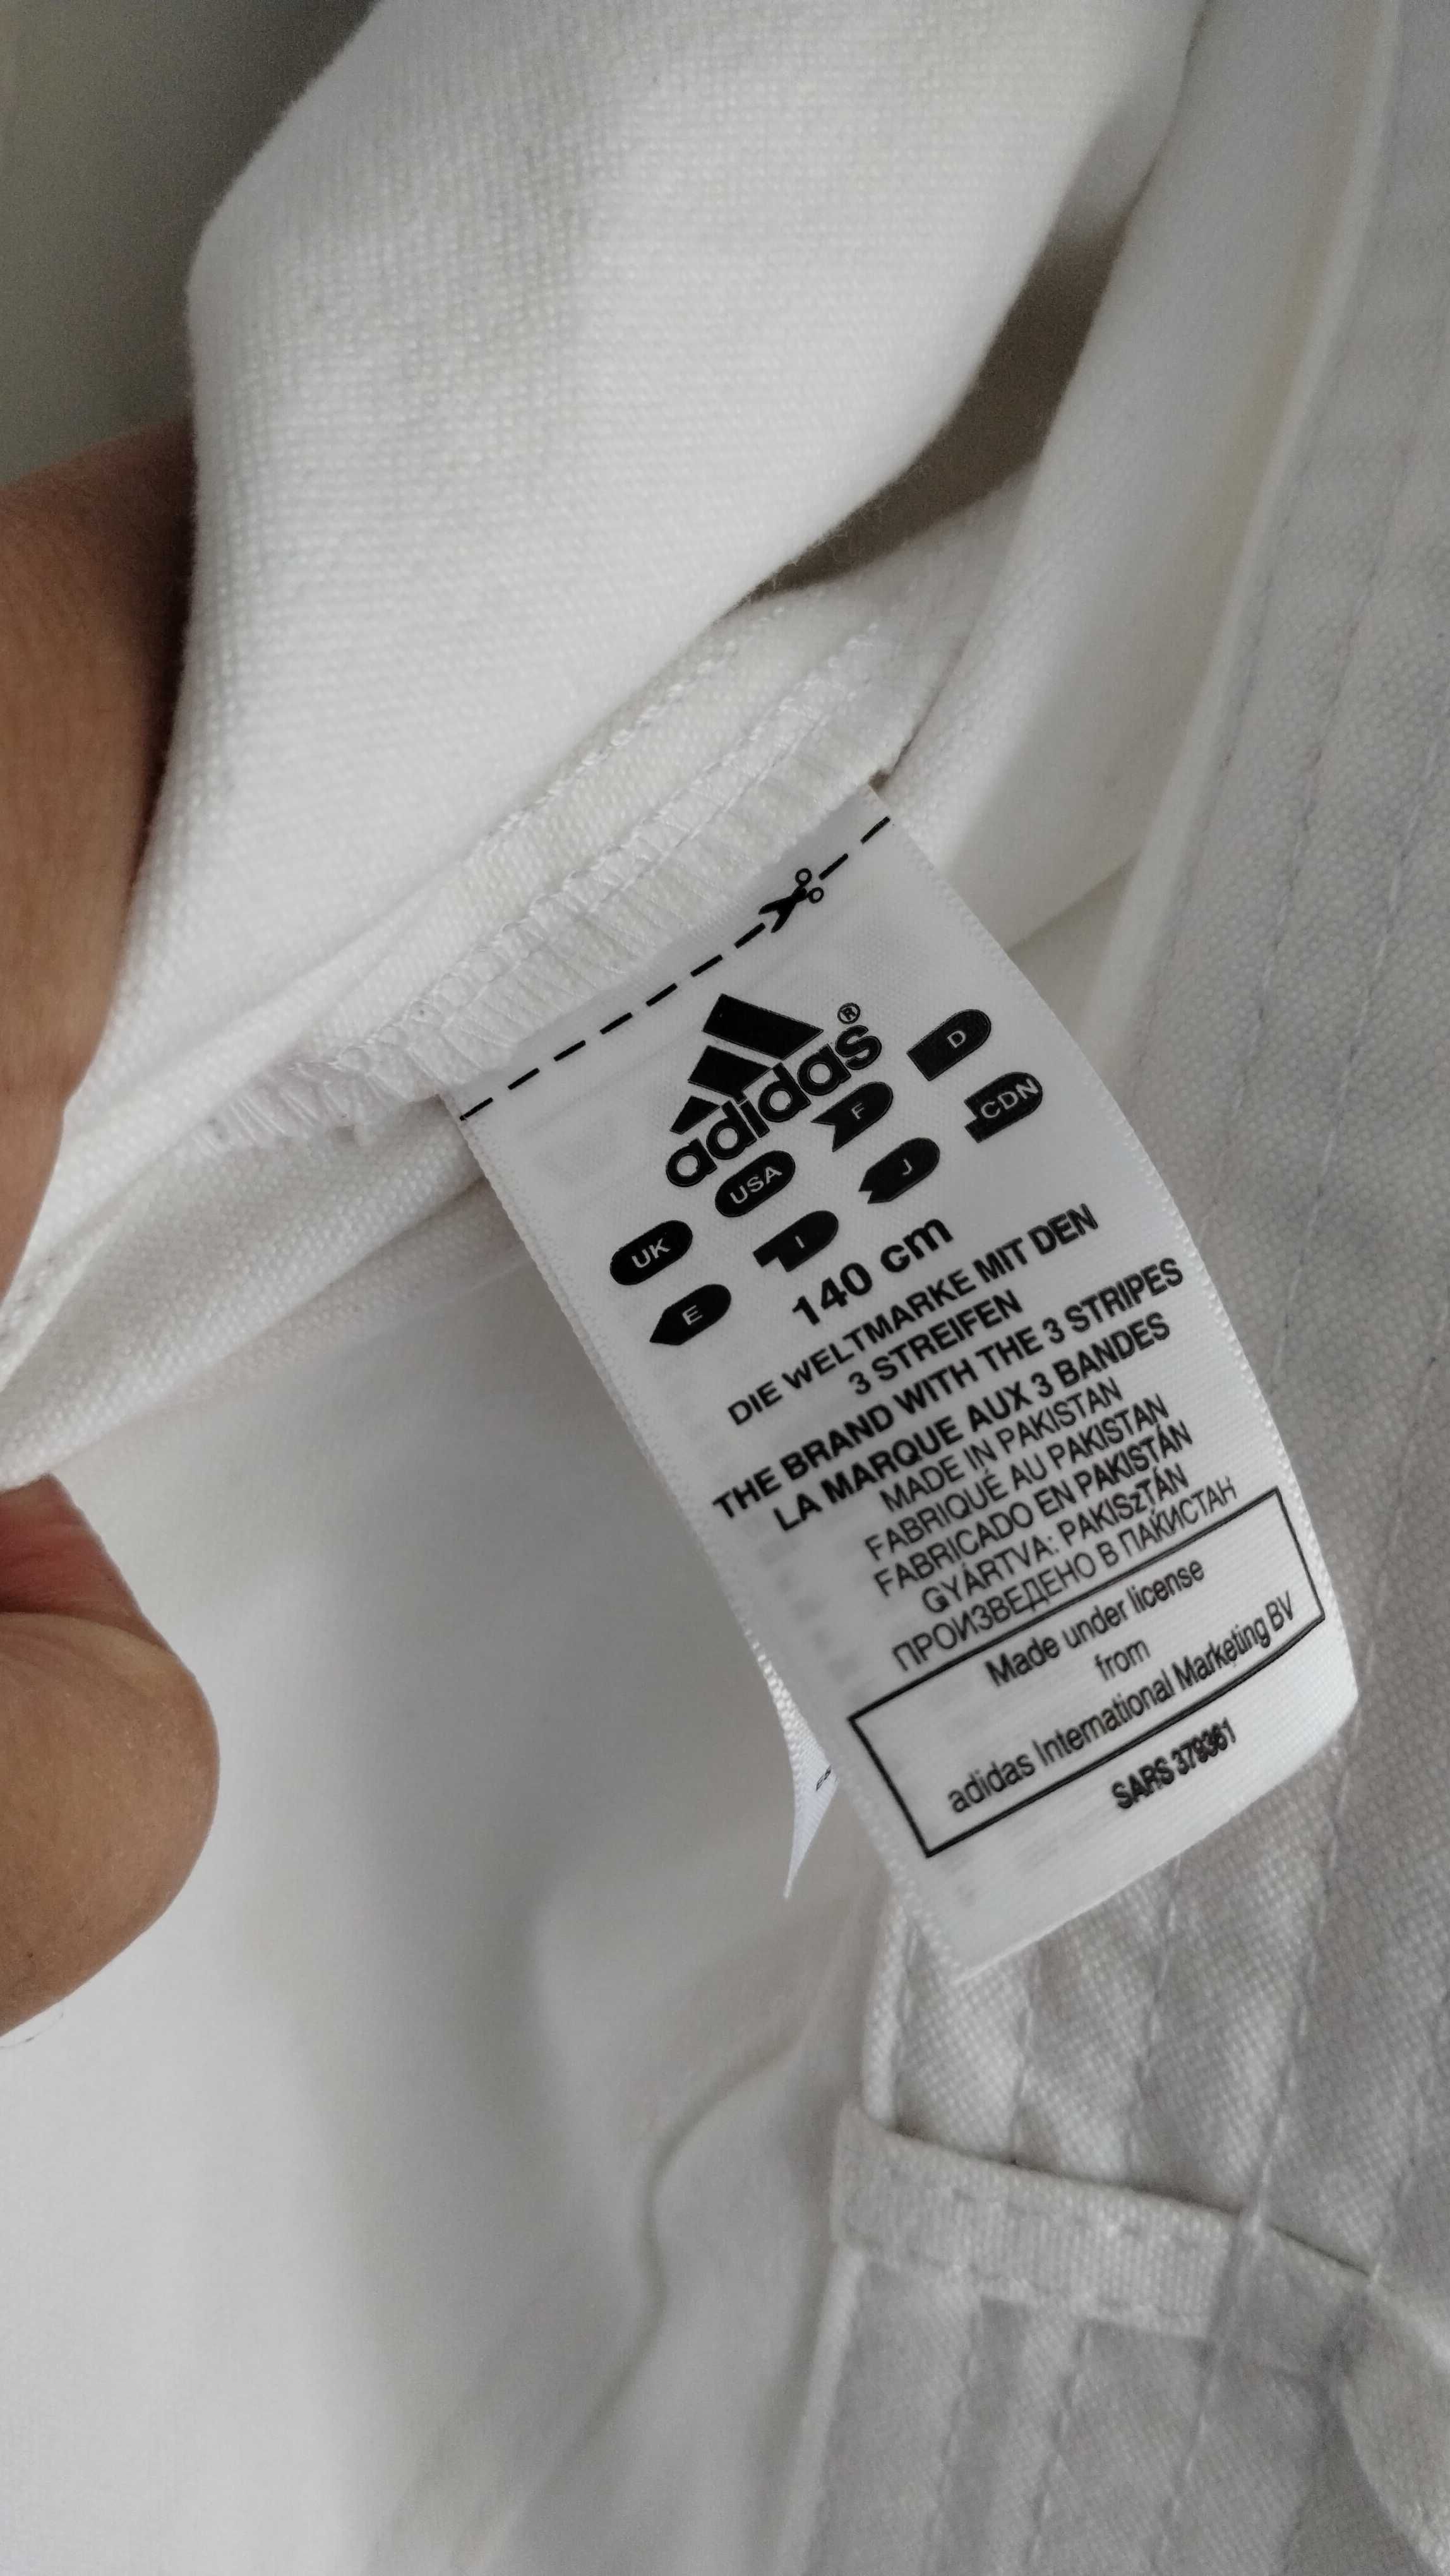 adidas®
UK USA F D
E I J CDN
140 cm
DIE WELTMARKE MIT DEN
3 STREIFEN
THE BRAND WITH THE 3 STRIPES
LA MARQUE AUX 3 BANDES
MADE IN PAKISTAN
FABRIQUÉ AU PAKISTAN
FABRICADO EN PAKISTÁN
GYÁRTVA: PAKISzTÁN
ПРОИЗВЕДЕНО В ПАКИСТАН
Made under license
from
adidas International Marketing BV
SARS 379361